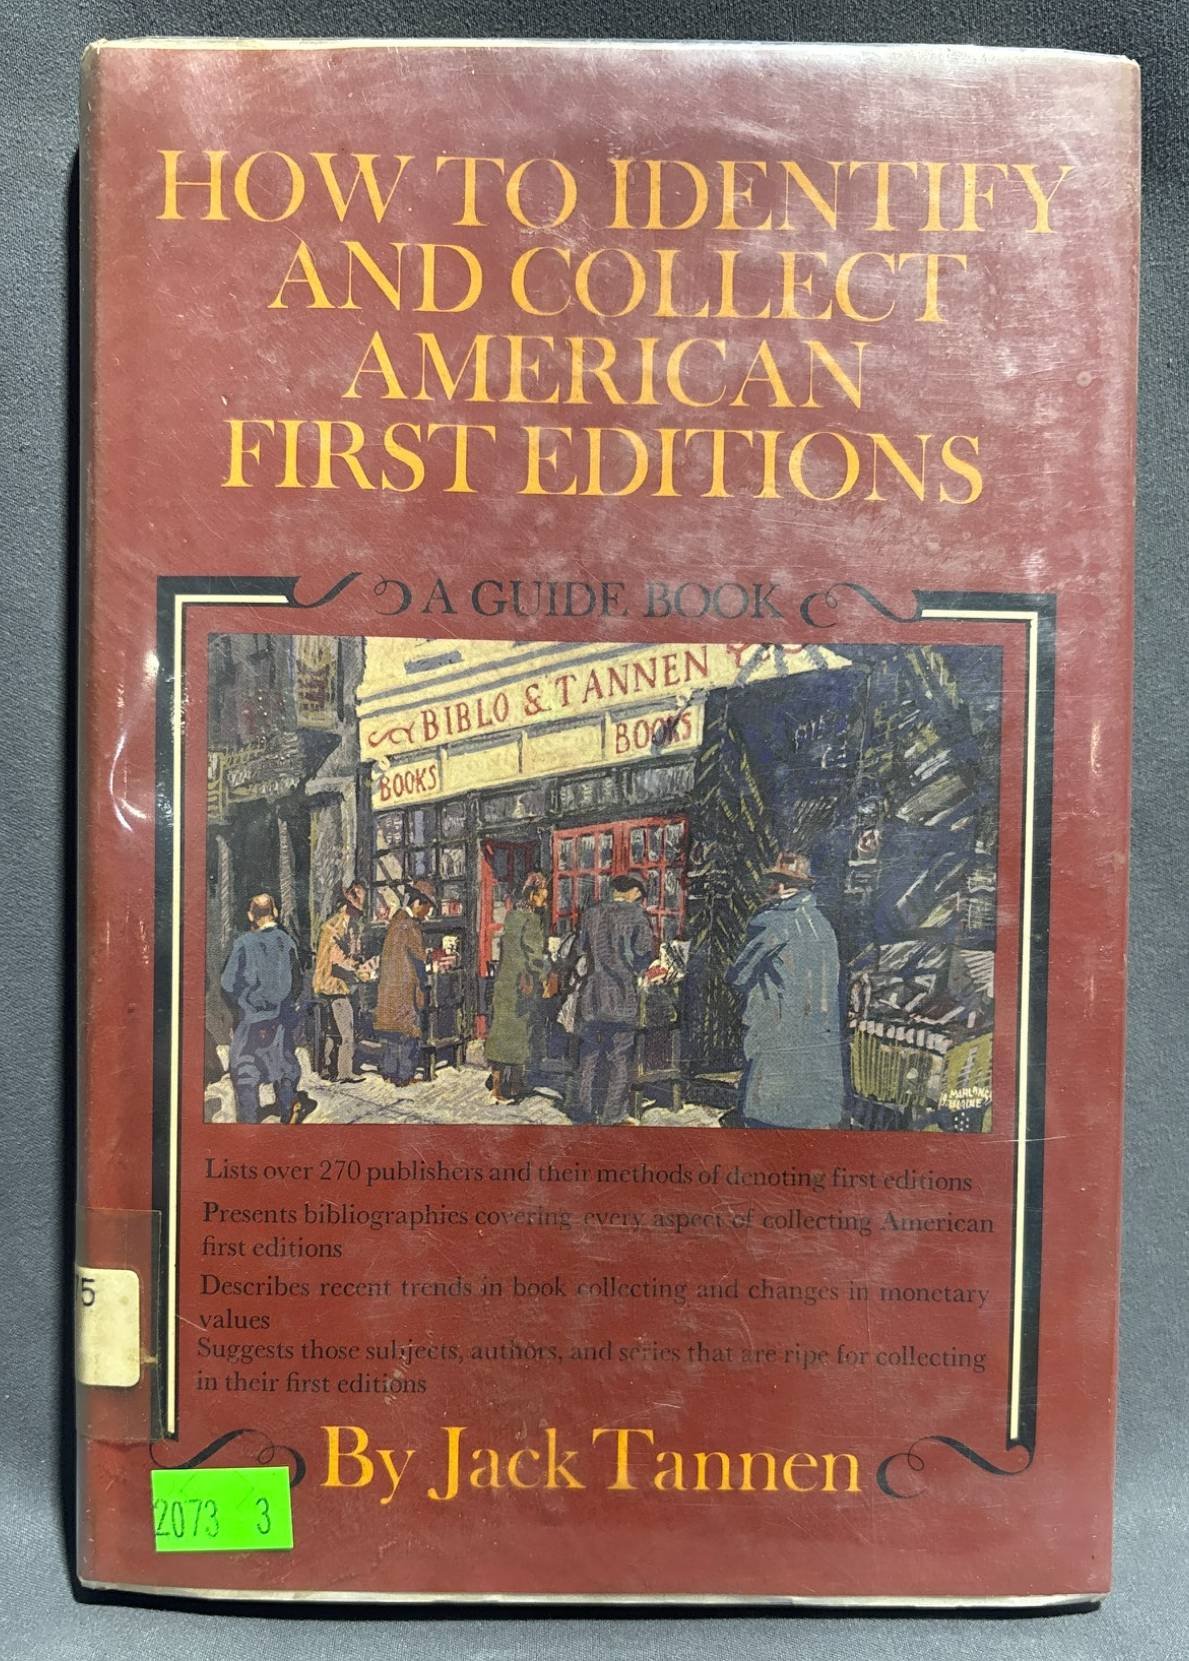 HOW TO IDENTIFY
AND COLLECT
AMERICAN
FIRST EDITIONS
A GUIDE BOOK
BIBLO & TANNEN
BOOKS
BOOKS
Lists over 270 publishers and their methods of denoting first editions
Presents bibliographies covering every aspect of collecting American
first editions
Describes recent trends in book collecting and changes in monetary
values
Suggests those subjects, authors, and series that are ripe for collecting
in their first editions
By Jack Tannen
5
2073 3